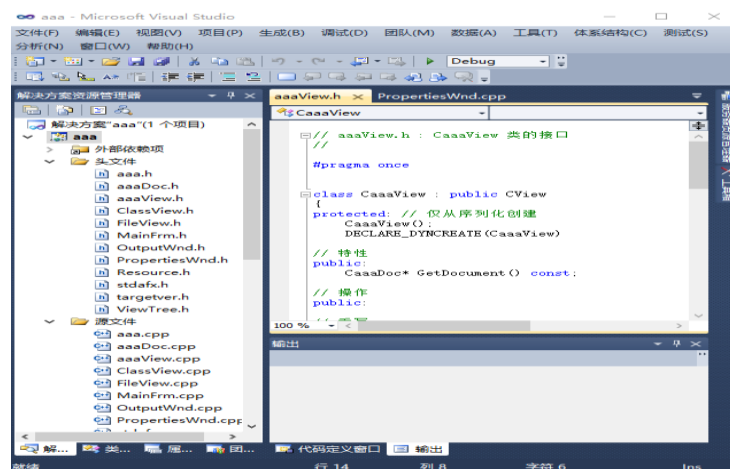 aaa - Microsoft Visual Studio
文件(F) 编辑(E) 视图(V) 项目(P) 生成(B) 调试(D) 团队(M) 数据(A) 工具(T) 体系结构(C) 测试(S)
分析(N) 窗口(W) 帮助(H)
Debug
解决方案资源管理器
解决方案"aaa"(1 个项目)
aaa
外部依赖项
头文件
aaa.h
aaaDoc.h
aaaView.h
ClassView.h
FileView.h
MainFrm.h
OutputWnd.h
PropertiesWnd.h
Resource.h
stdafx.h
targetver.h
ViewTree.h
源文件
aaa.cpp
aaaDoc.cpp
aaaView.cpp
ClassView.cpp
FileView.cpp
MainFrm.cpp
OutputWnd.cpp
PropertiesWnd.cpp
解... 类... 属... 团...
aaaView.h PropertiesWnd.cpp
CaaaView
// aaaView.h : CaaaView 类的接口
//
#pragma once
class CaaaView : public CView
{
protected: // 仅从序列化创建
CaaaView();
DECLARE_DYNCREATE(CaaaView)
// 特性
public:
CaaaDoc* GetDocument() const;
// 操作
public:
100 %
输出
代码定义窗口 输出
就绪 行 14 列 8 字符 6 Ins